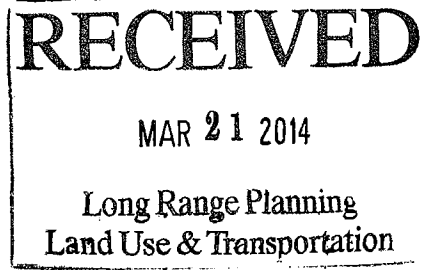 RECEIVED
MAR 21 2014
Long Range Planning
Land Use & Transportation